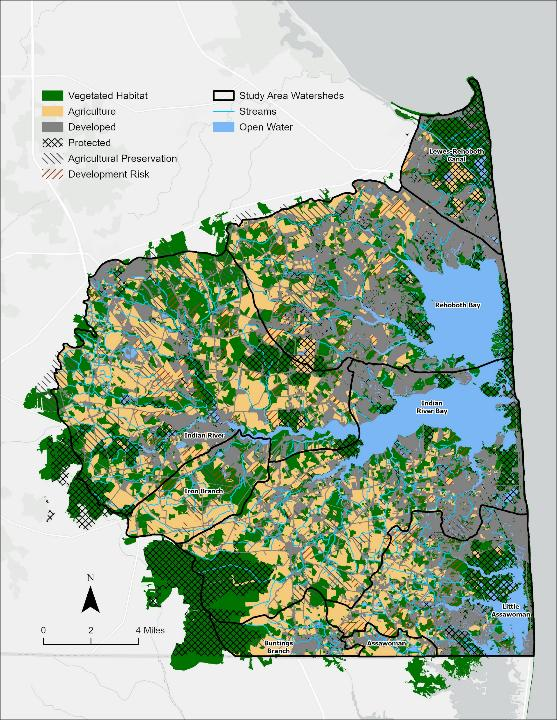 Vegetated Habitat
Agriculture
Developed
Protected
Agricultural Preservation
Development Risk
Study Area Watersheds
Streams
Open Water
Lewes-Rehoboth
Canal
Rehoboth Bay
Indian
River Bay
Indian River
Iron Branch
Little
Assawoman
Buntings
Branch
Assawoman
N
0 2 4 Miles